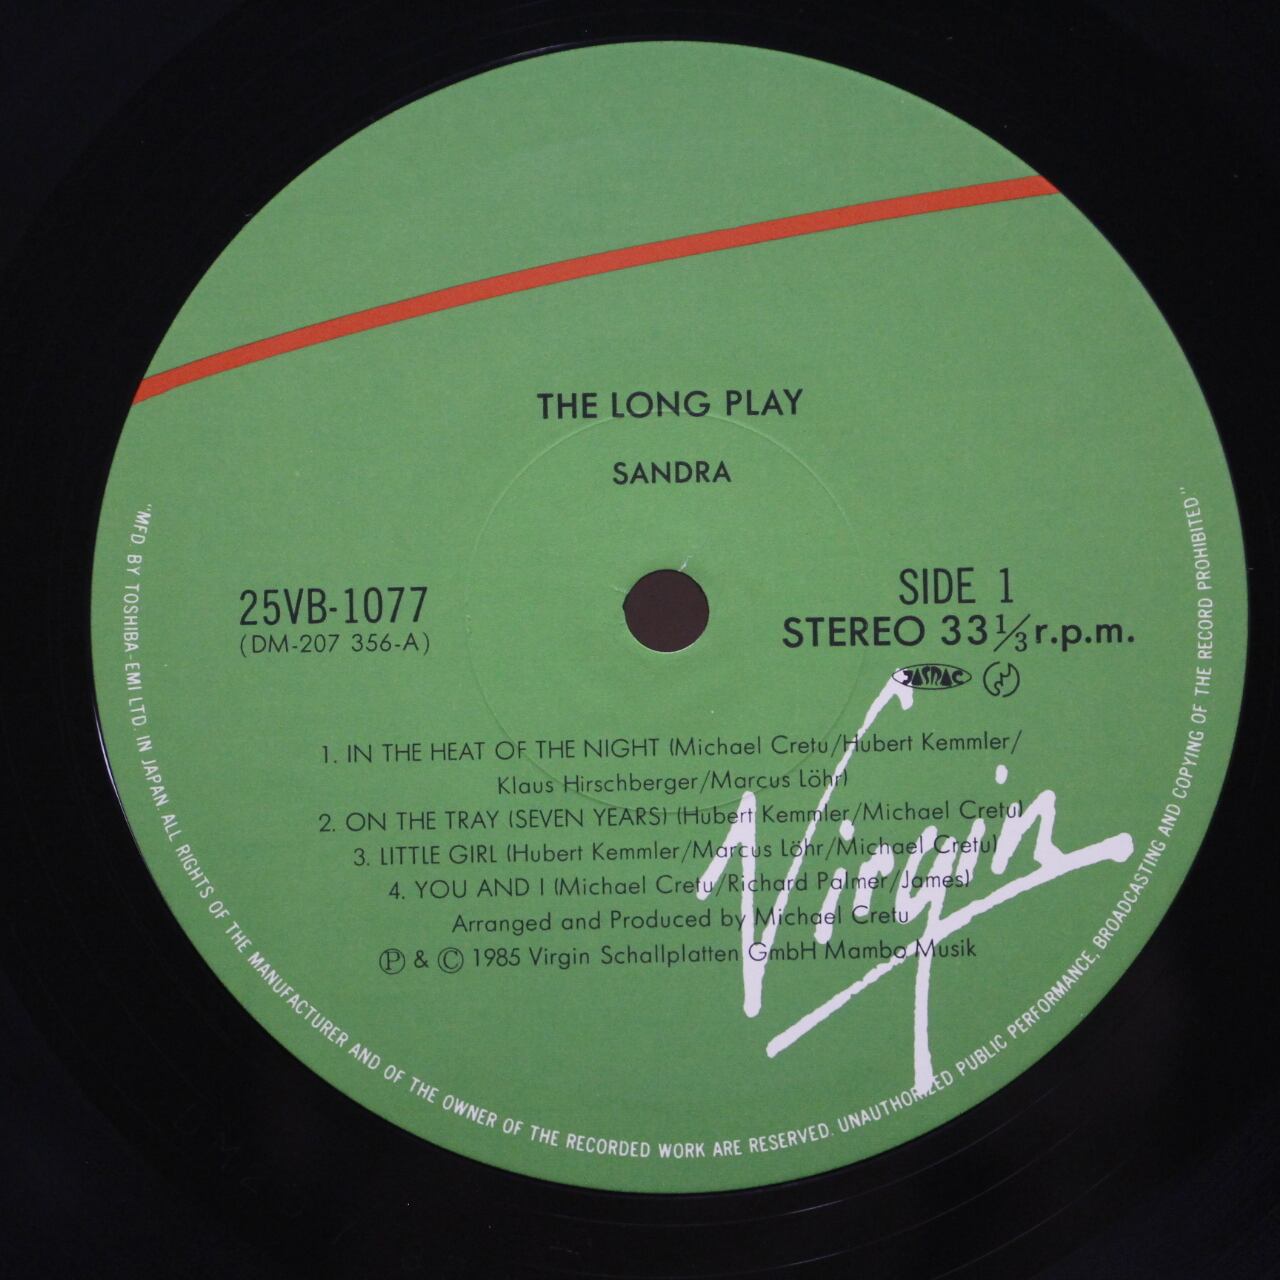 THE LONG PLAY
SANDRA
25VB-1077
(DM-207 356-A)
SIDE 1
STEREO 33 1/3 r.p.m.
JASRAC
1. IN THE HEAT OF THE NIGHT (Michael Cretu/Hubert Kemmler/
Klaus Hirschberger/Marcus Löhr)
2. ON THE TRAY (SEVEN YEARS) (Hubert Kemmler/Michael Cretu)
3. LITTLE GIRL (Hubert Kemmler/Marcus Löhr/Michael Cretu)
4. YOU AND I (Michael Cretu/Richard Palmer/James)
Arranged and Produced by Michael Cretu
Ⓟ & © 1985 Virgin Schallplatten GmbH Mambo Musik
Virgin
"MFD. BY TOSHIBA-EMI LTD. IN JAPAN ALL RIGHTS OF THE MANUFACTURER AND OF THE OWNER OF THE RECORDED WORK ARE RESERVED. UNAUTHORIZED PUBLIC PERFORMANCE, BROADCASTING AND COPYING OF THE RECORD PROHIBITED"